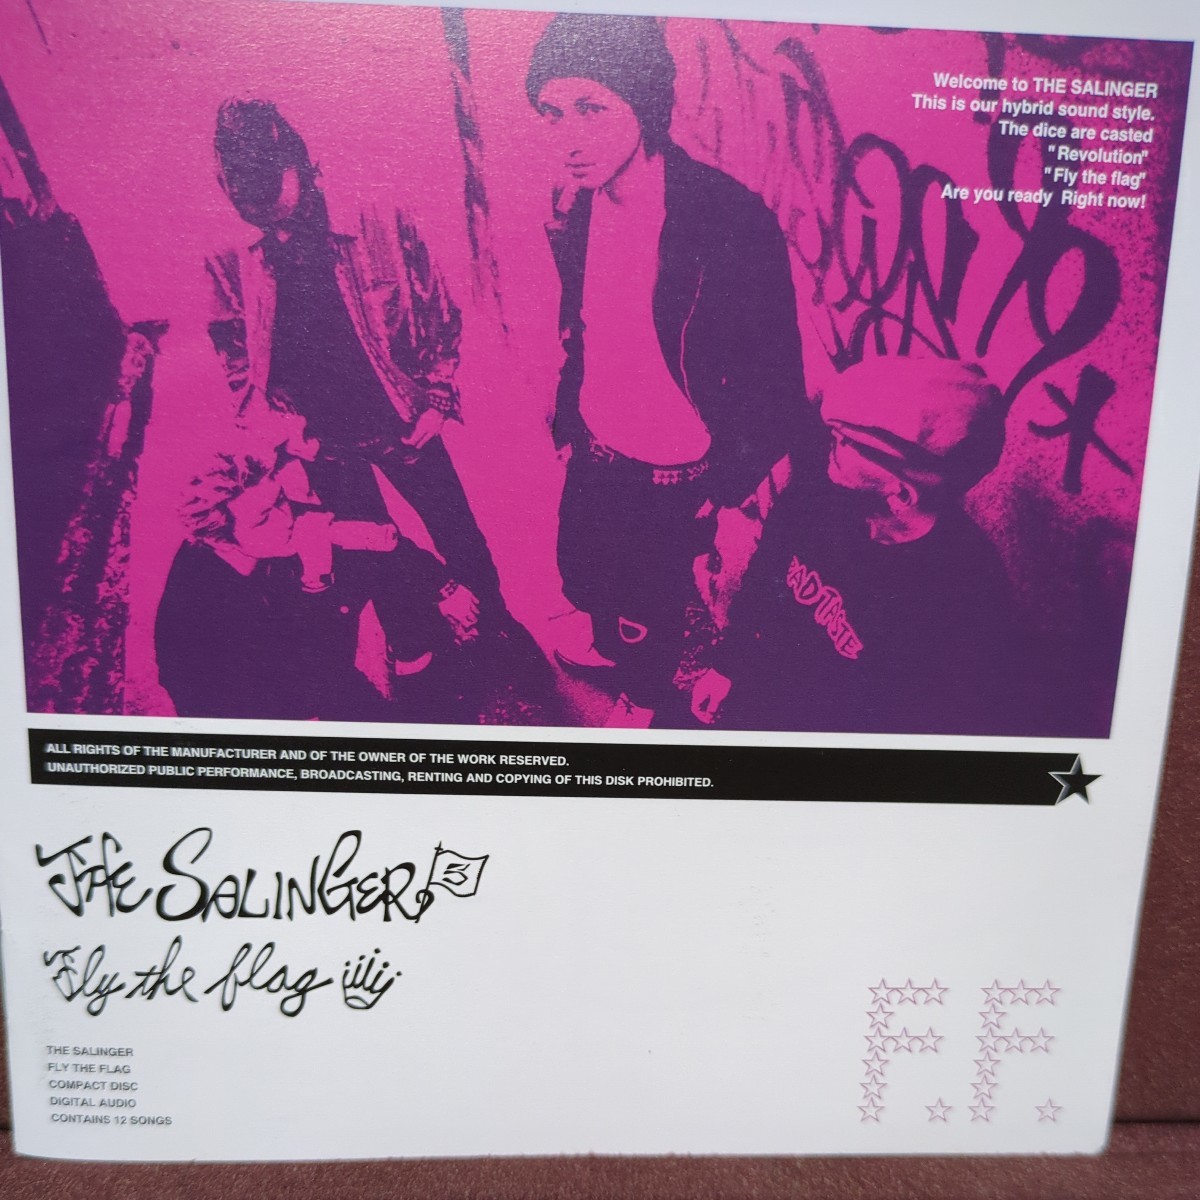 Welcome to THE SALINGER
This is our hybrid sound style.
The dice are casted
"Revolution"
"Fly the flag"
Are you ready  Right now!
ALL RIGHTS OF THE MANUFACTURER AND OF THE OWNER OF THE WORK RESERVED.
UNAUTHORIZED PUBLIC PERFORMANCE, BROADCASTING, RENTING AND COPYING OF THIS DISK PROHIBITED.
THE SALINGER
Fly the flag
THE SALINGER
FLY THE FLAG
COMPACT DISC
DIGITAL AUDIO
CONTAINS 12 SONGS
F.F.